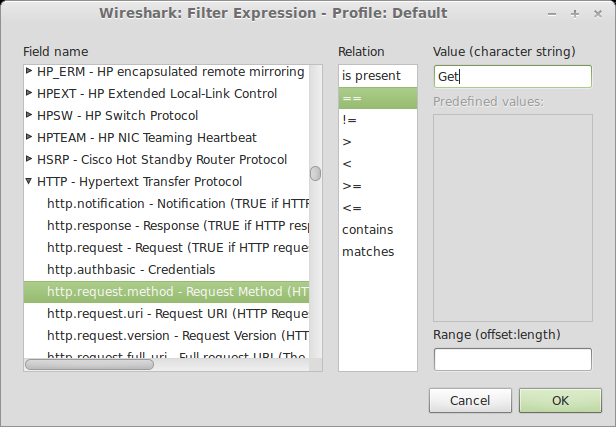 Wireshark: Filter Expression - Profile: Default
Field name
HP_ERM - HP encapsulated remote mirroring
HPEXT - HP Extended Local-Link Control
HPSW - HP Switch Protocol
HPTEAM - HP NIC Teaming Heartbeat
HSRP - Cisco Hot Standby Router Protocol
HTTP - Hypertext Transfer Protocol
http.notification - Notification (TRUE if HTTP
http.response - Response (TRUE if HTTP resp
http.request - Request (TRUE if HTTP reque
http.authbasic - Credentials
http.request.method - Request Method (HT
http.request.uri - Request URI (HTTP Reque
http.request.version - Request Version (HTT
http.request.full_uri - Full request URI (The
Relation
is present
==
!=
>
<
>=
<=
contains
matches
Value (character string)
Get
Predefined values:
Range (offset:length)
Cancel
OK